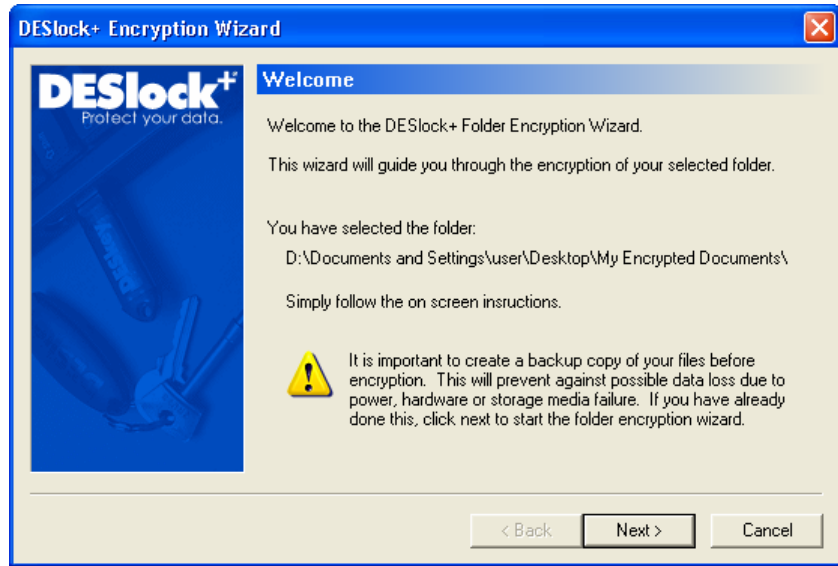 DESlock+ Encryption Wizard
DESlock+
Protect your data.
Welcome
Welcome to the DESlock+ Folder Encryption Wizard.
This wizard will guide you through the encryption of your selected folder.
You have selected the folder:
D:\Documents and Settings\user\Desktop\My Encrypted Documents\
Simply follow the on screen insructions.
It is important to create a backup copy of your files before
encryption.  This will prevent against possible data loss due to
power, hardware or storage media failure.  If you have already
done this, click next to start the folder encryption wizard.
< Back
Next >
Cancel